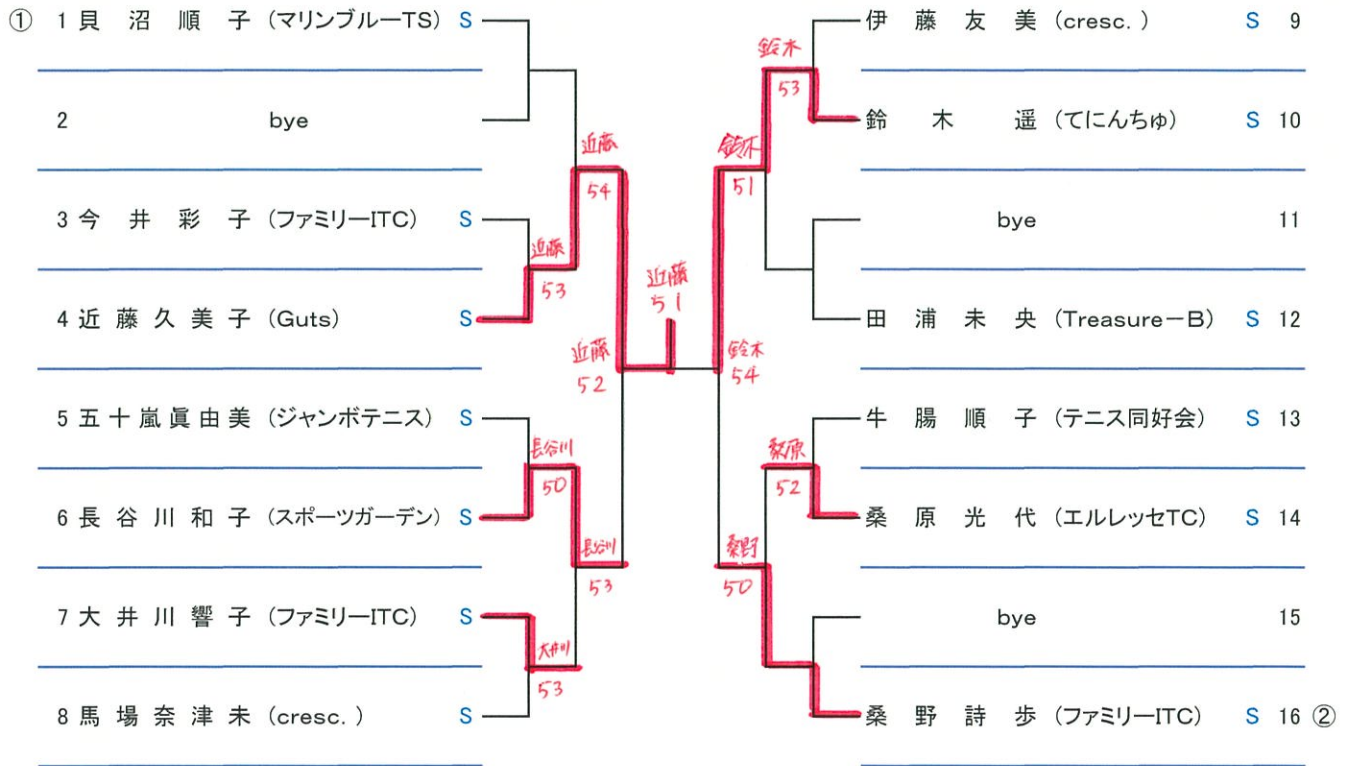 ① 1 貝沼順子 (マリンブルーTS) S
2 bye
3 今井彩子 (ファミリーITC) S
4 近藤久美子 (Guts) S
5 五十嵐眞由美 (ジャンボテニス) S
6 長谷川和子 (スポーツガーデン) S
7 大井川響子 (ファミリーITC) S
8 馬場奈津未 (cresc.) S
近藤
53
長谷川
50
大井川
53
近藤
54
長谷川
53
近藤
52
近藤
51
鈴木
54
鈴木
51
桑野
50
鈴木
53
桑原
52
伊藤友美 (cresc.) S 9
鈴木遥 (てにんちゅ) S 10
bye 11
田浦未央 (Treasure-B) S 12
牛腸順子 (テニス同好会) S 13
桑原光代 (エルレッセTC) S 14
bye 15
桑野詩歩 (ファミリーITC) S 16 ②